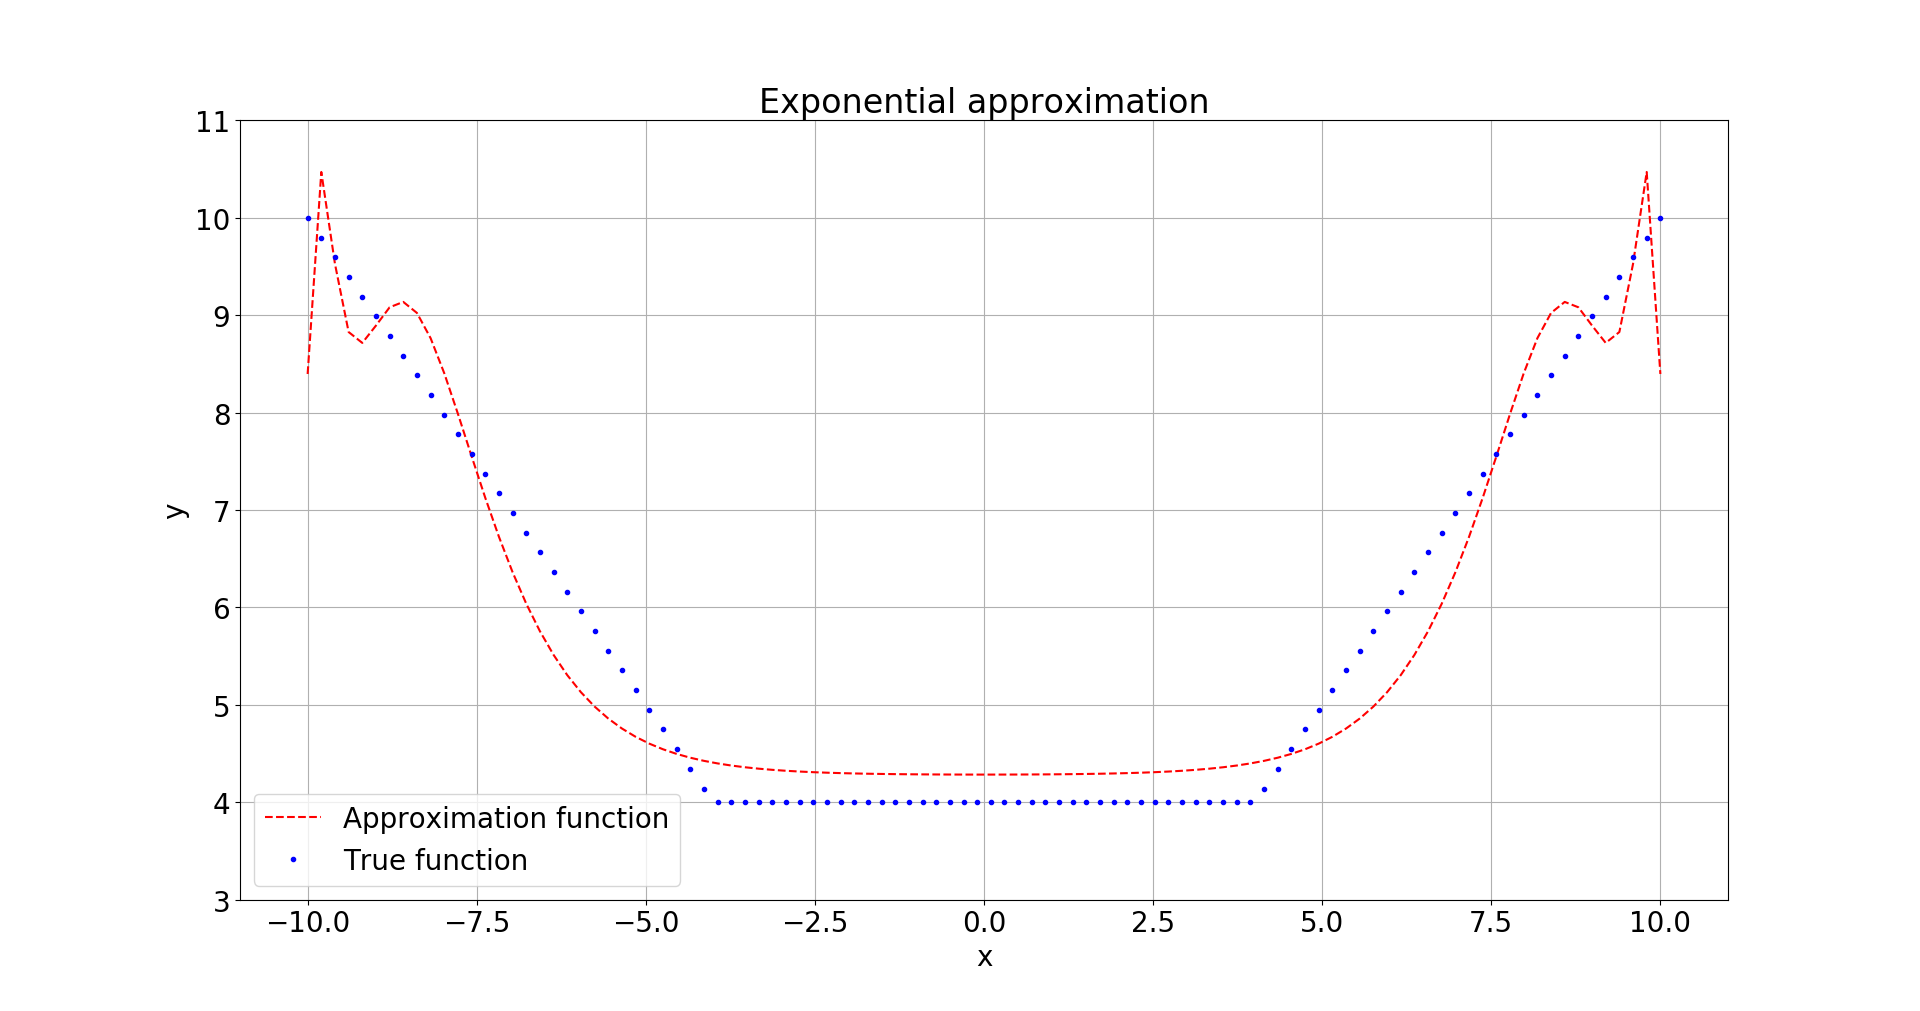 Exponential approximation
11
10
9
8
7
6
5
4
3
y
Approximation function
True function
−10.0 −7.5 −5.0 −2.5 0.0 2.5 5.0 7.5 10.0
x